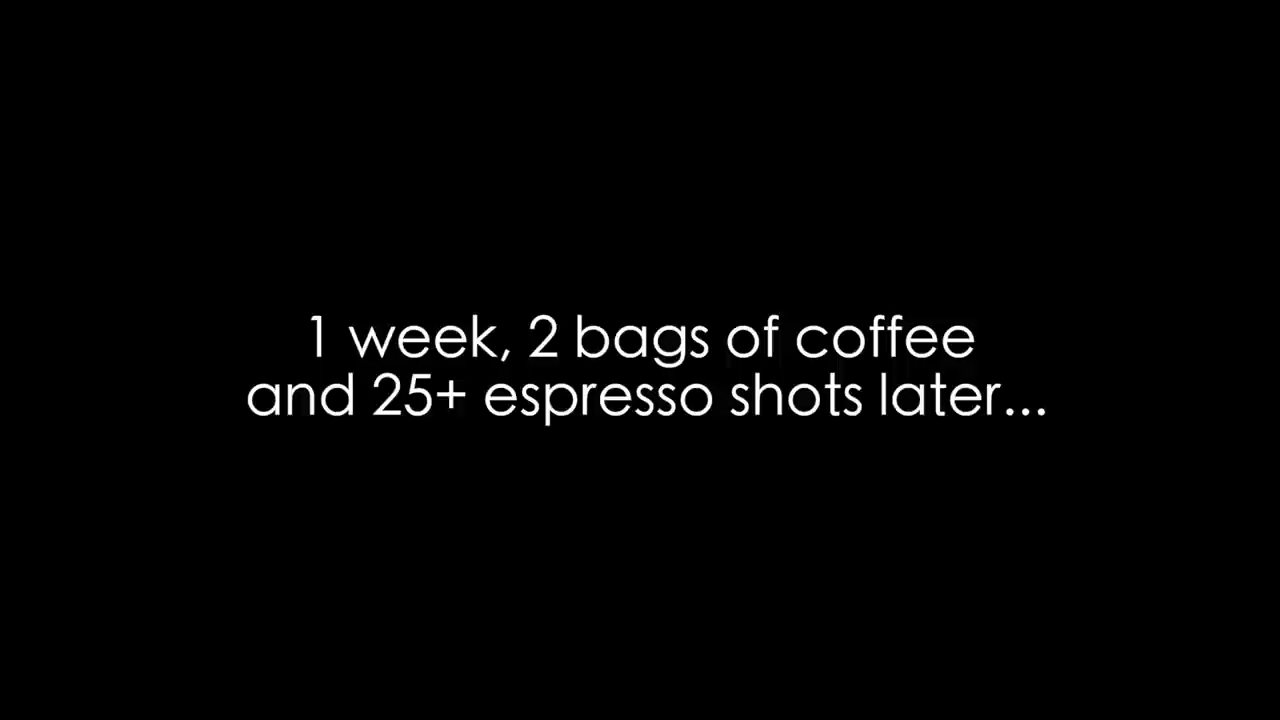 1 week, 2 bags of coffee
and 25+ espresso shots later...